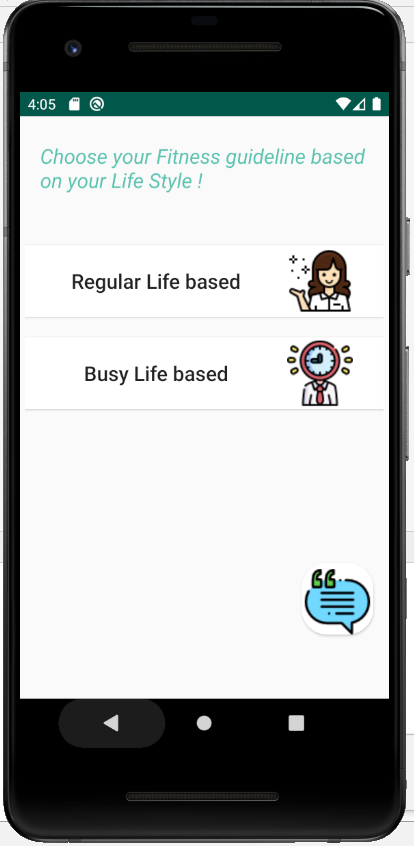 4:05
Choose your Fitness guideline based
on your Life Style !
Regular Life based
Busy Life based